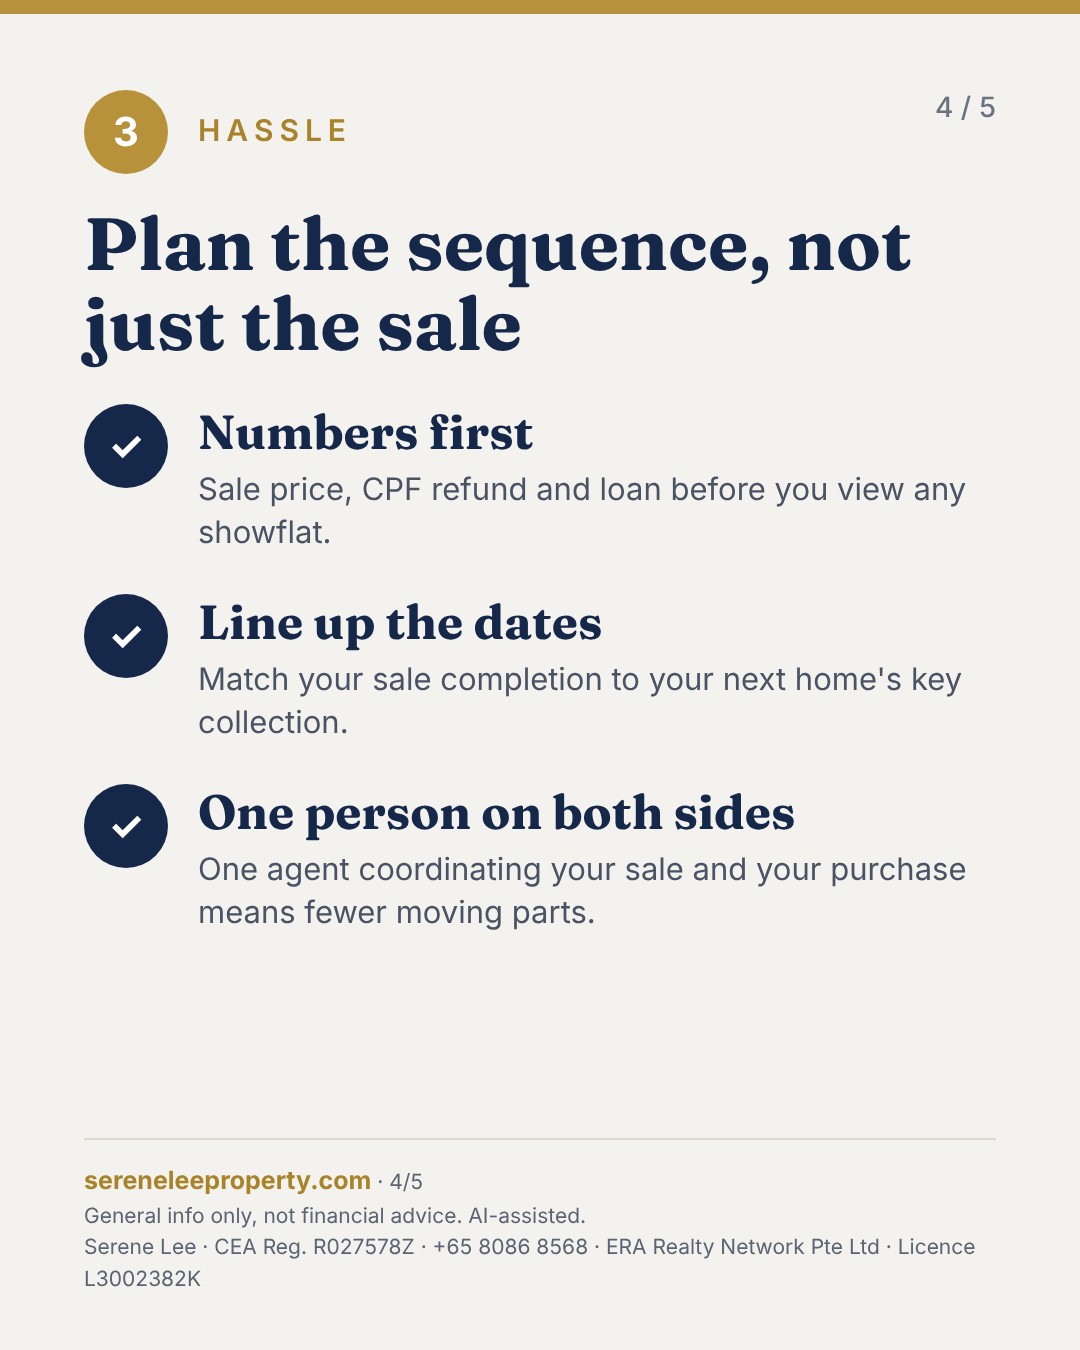 3 HASSLE
4 / 5
Plan the sequence, not
just the sale
Numbers first
Sale price, CPF refund and loan before you view any
showflat.
Line up the dates
Match your sale completion to your next home's key
collection.
One person on both sides
One agent coordinating your sale and your purchase
means fewer moving parts.
sereneleeproperty.com · 4/5
General info only, not financial advice. AI-assisted.
Serene Lee · CEA Reg. R027578Z · +65 8086 8568 · ERA Realty Network Pte Ltd · Licence
L3002382K